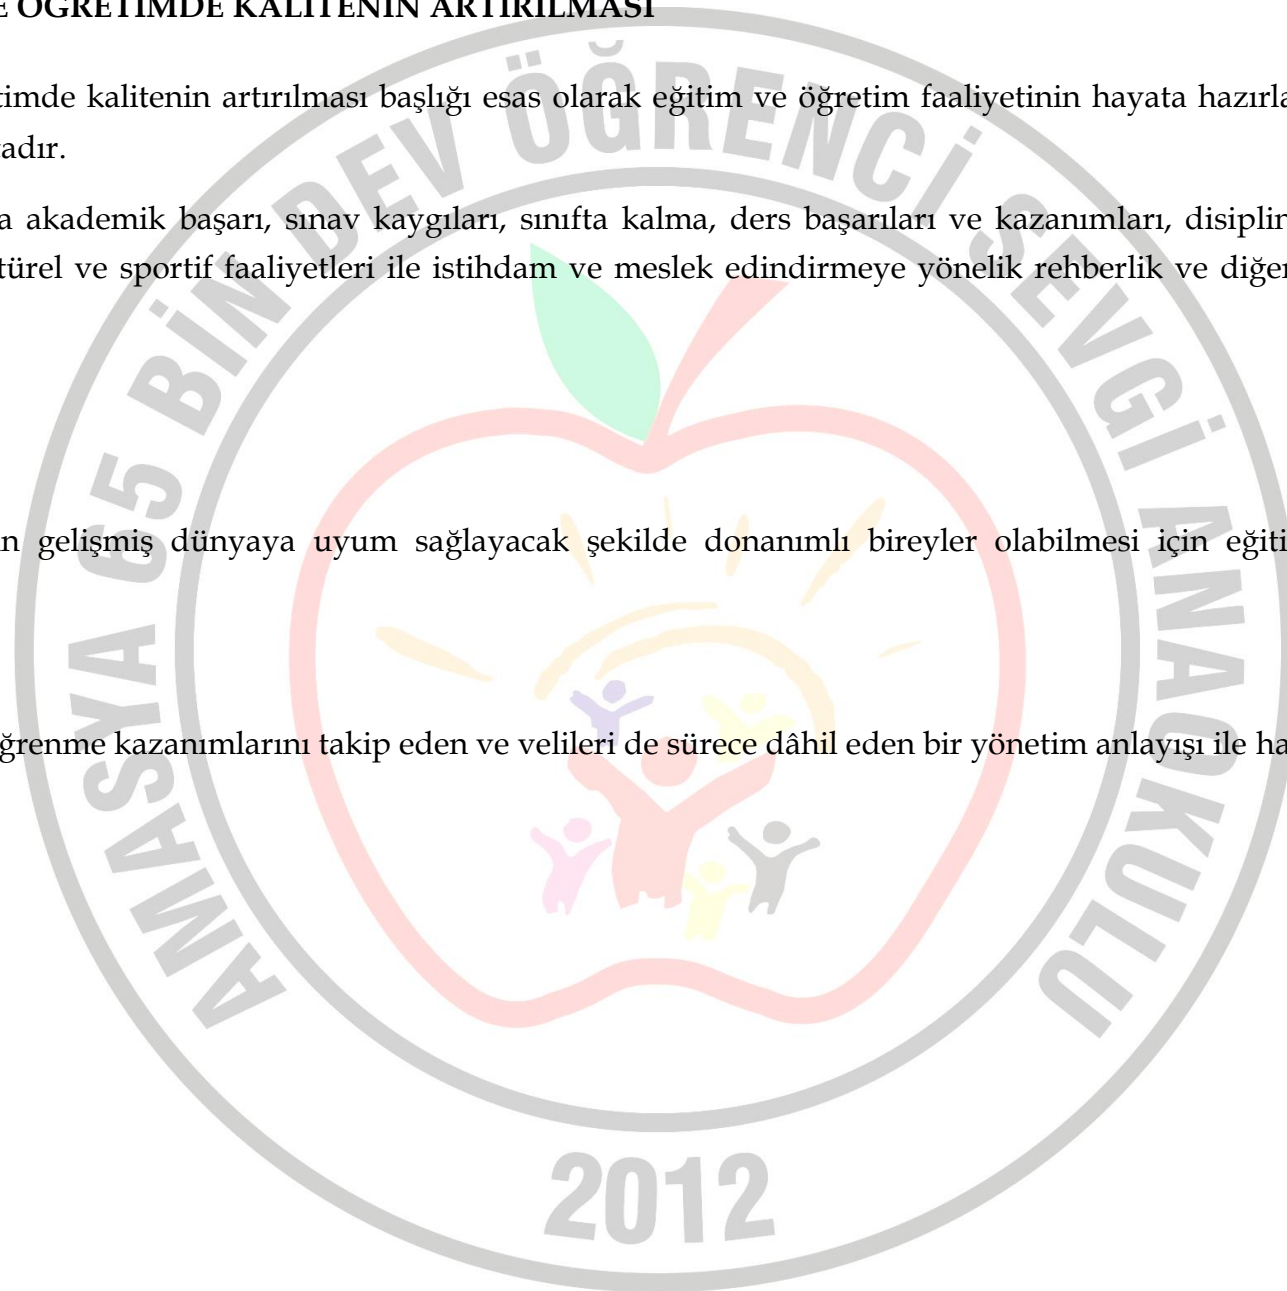 E ÖĞRETİMDE KALİTENİN ARTIRILMASI
timde kalitenin artırılması başlığı esas olarak eğitim ve öğretim faaliyetinin hayata hazırla
tadır.
a akademik başarı, sınav kaygıları, sınıfta kalma, ders başarıları ve kazanımları, disiplin
türel ve sportif faaliyetleri ile istihdam ve meslek edindirmeye yönelik rehberlik ve diğer
n gelişmiş dünyaya uyum sağlayacak şekilde donanımlı bireyler olabilmesi için eğiti
ğrenme kazanımlarını takip eden ve velileri de sürece dâhil eden bir yönetim anlayışı ile ha
AMASYA 65 BİN DEV ÖĞRENCİ SEVGİ ANAOKULU
2012